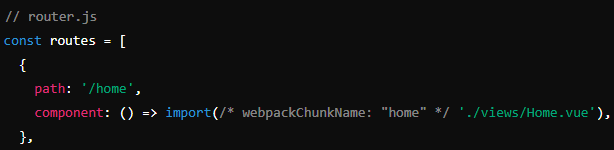 // router.js
const routes = [
  {
    path: '/home',
    component: () => import(/* webpackChunkName: "home" */ './views/Home.vue'),
  },